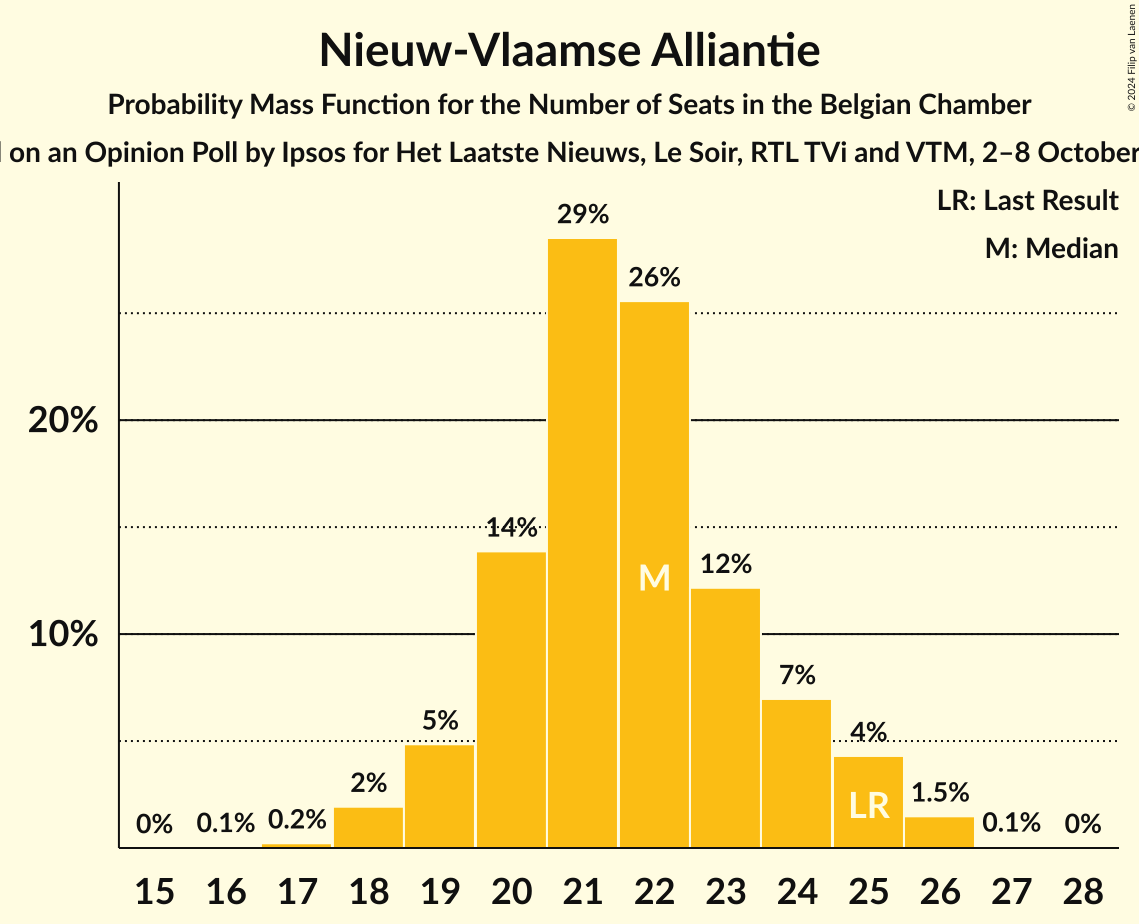 © 2024 Filip van Laenen
Nieuw-Vlaamse Alliantie
Probability Mass Function for the Number of Seats in the Belgian Chamber
on an Opinion Poll by Ipsos for Het Laatste Nieuws, Le Soir, RTL TVi and VTM, 2–8 October
LR: Last Result
M: Median
29%
26%
20%
14%
M
12%
10%
7%
5%
4%
2%
LR
1.5%
0%
0.1%
0.2%
0.1%
0%
15 16 17 18 19 20 21 22 23 24 25 26 27 28